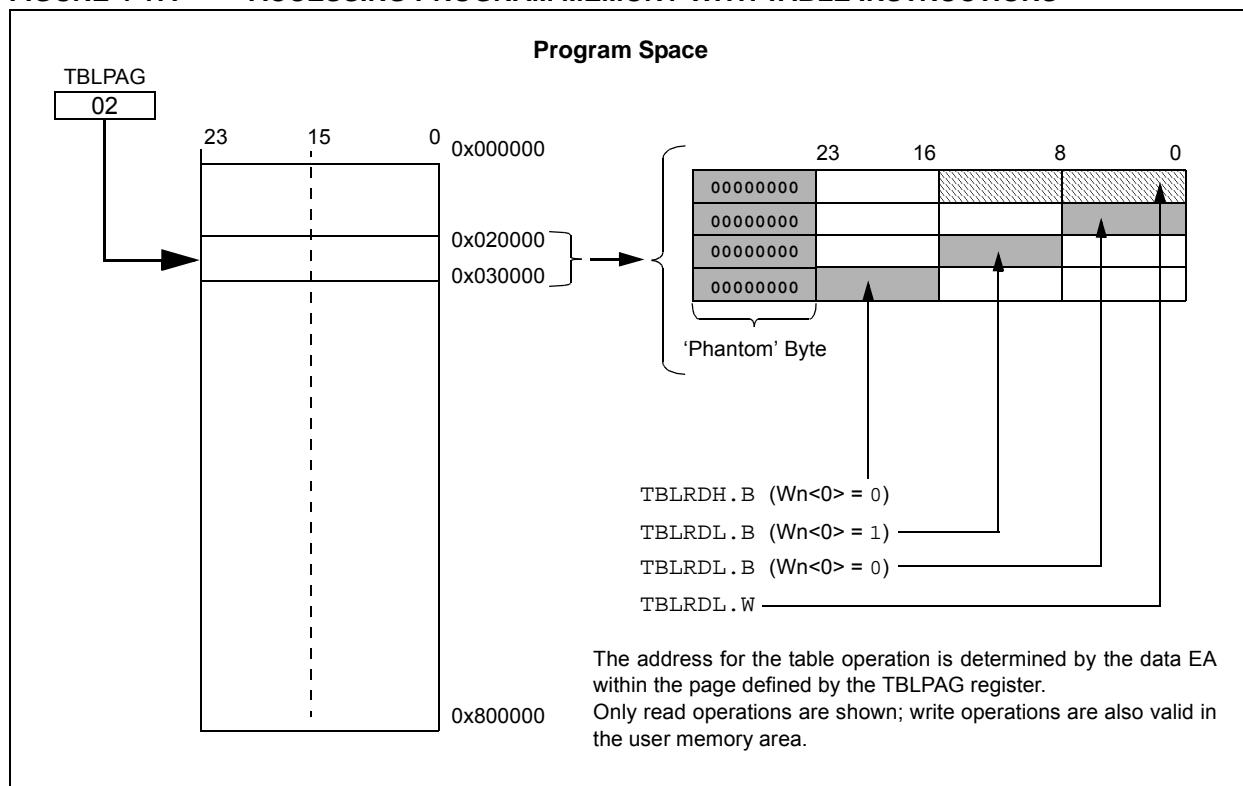 Program Space
TBLPAG
02
23 15 0
0x000000
0x020000
0x030000
0x800000
23 16 8 0
00000000
00000000
00000000
00000000
‘Phantom’ Byte
TBLRDH.B (Wn<0> = 0)
TBLRDL.B (Wn<0> = 1)
TBLRDL.B (Wn<0> = 0)
TBLRDL.W
The address for the table operation is determined by the data EA
within the page defined by the TBLPAG register.
Only read operations are shown; write operations are also valid in
the user memory area.